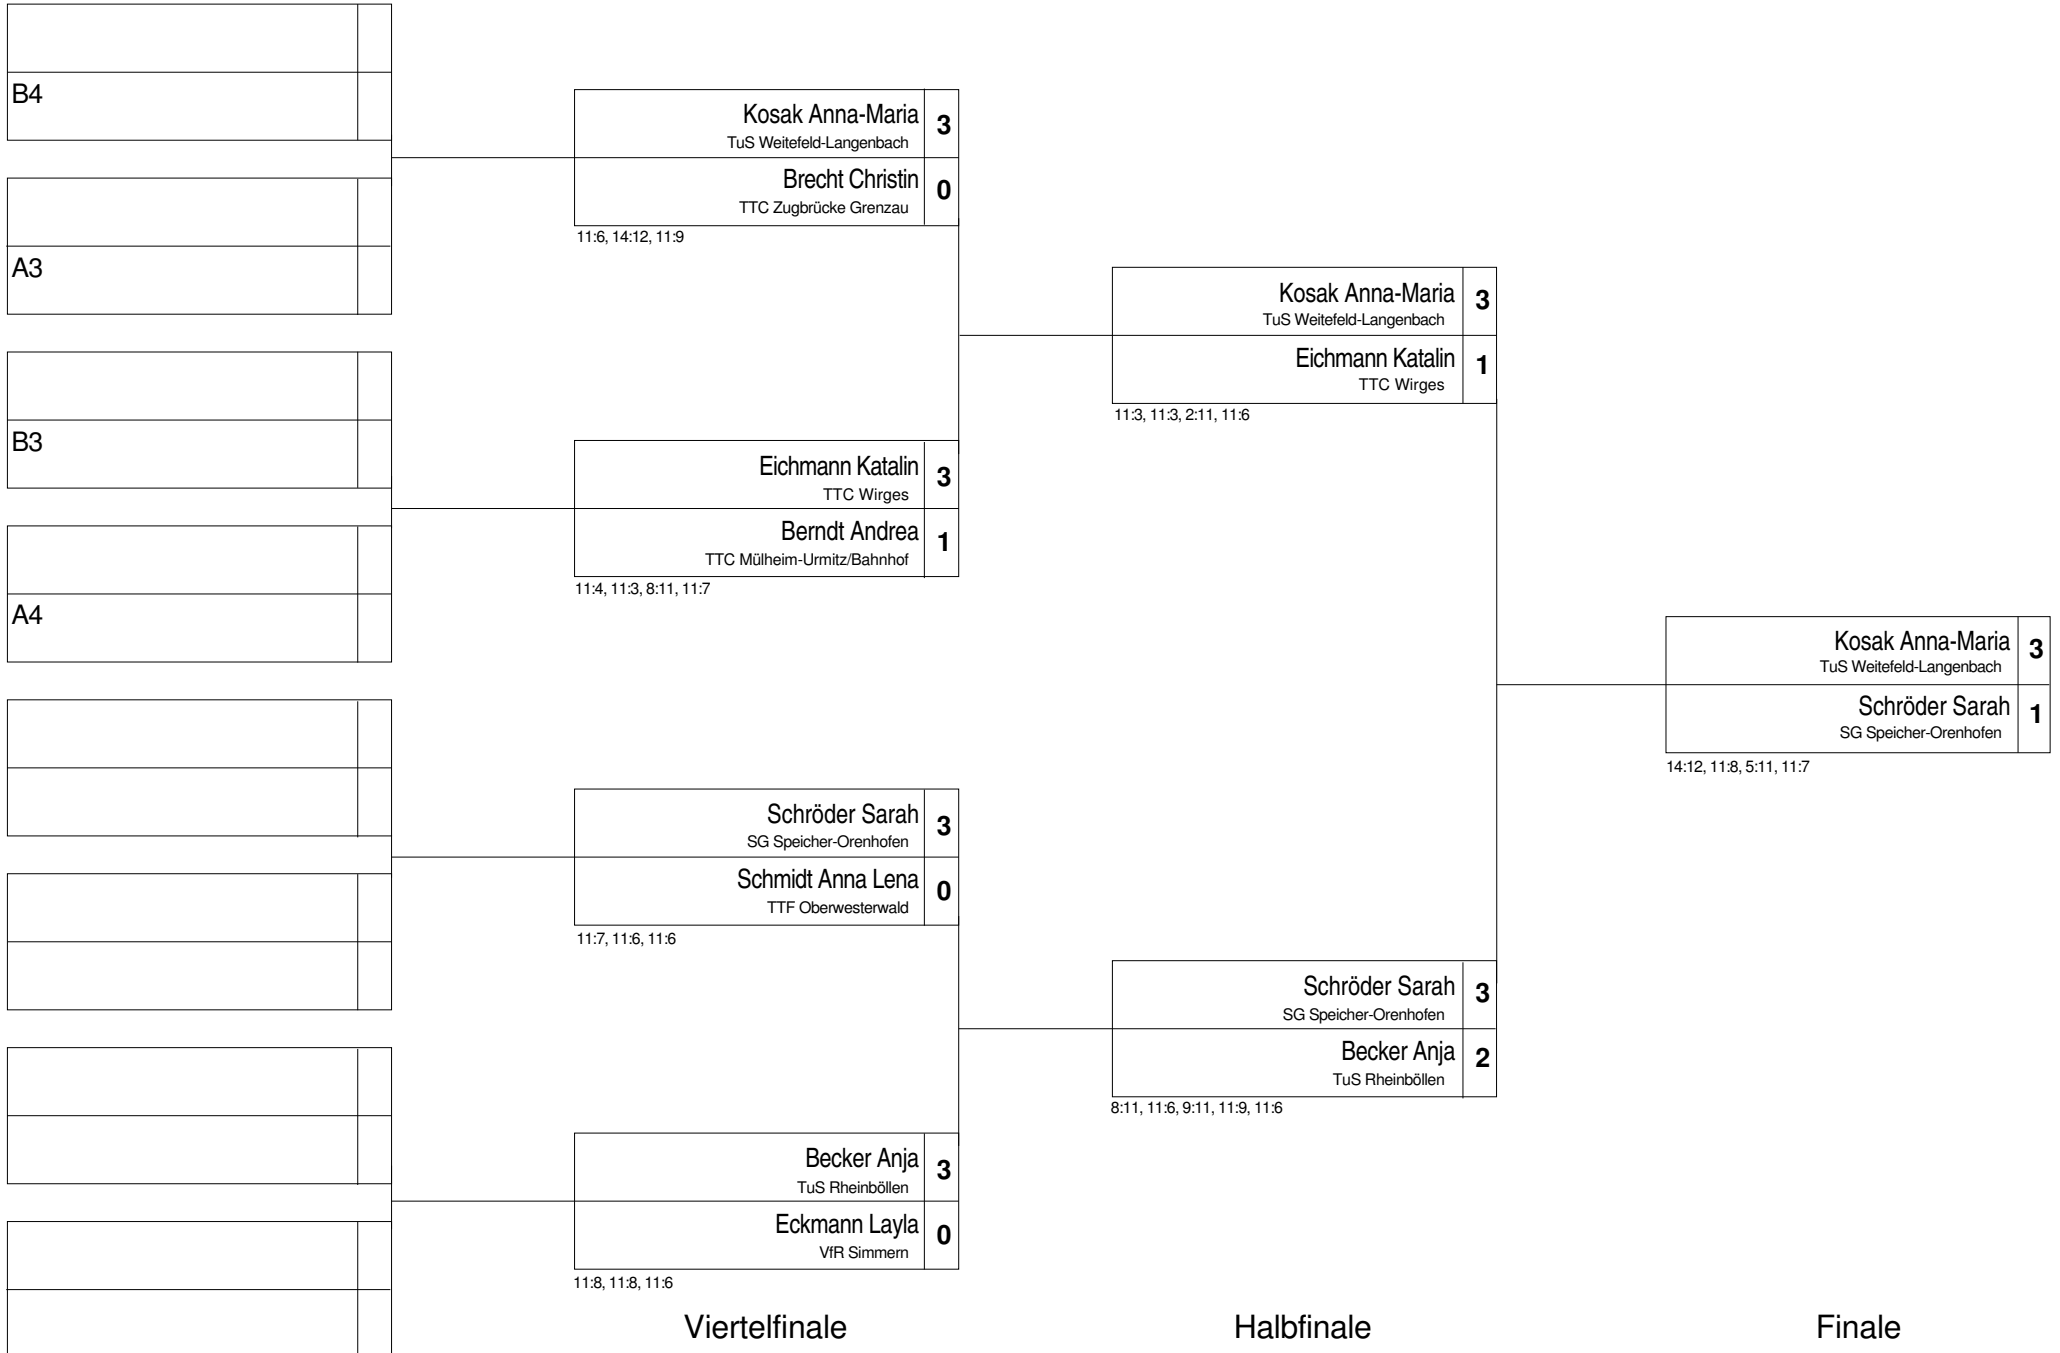 B4
A3
B3
A4
Kosak Anna-Maria 3
TuS Weitefeld-Langenbach
Brecht Christin 0
TTC Zugbrücke Grenzau
11:6, 14:12, 11:9
Eichmann Katalin 3
TTC Wirges
Berndt Andrea 1
TTC Mülheim-Urmitz/Bahnhof
11:4, 11:3, 8:11, 11:7
Schröder Sarah 3
SG Speicher-Orenhofen
Schmidt Anna Lena 0
TTF Oberwesterwald
11:7, 11:6, 11:6
Becker Anja 3
TuS Rheinböllen
Eckmann Layla 0
VfR Simmern
11:8, 11:8, 11:6
Viertelfinale
Kosak Anna-Maria 3
TuS Weitefeld-Langenbach
Eichmann Katalin 1
TTC Wirges
11:3, 11:3, 2:11, 11:6
Schröder Sarah 3
SG Speicher-Orenhofen
Becker Anja 2
TuS Rheinböllen
8:11, 11:6, 9:11, 11:9, 11:6
Halbfinale
Kosak Anna-Maria 3
TuS Weitefeld-Langenbach
Schröder Sarah 1
SG Speicher-Orenhofen
14:12, 11:8, 5:11, 11:7
Finale